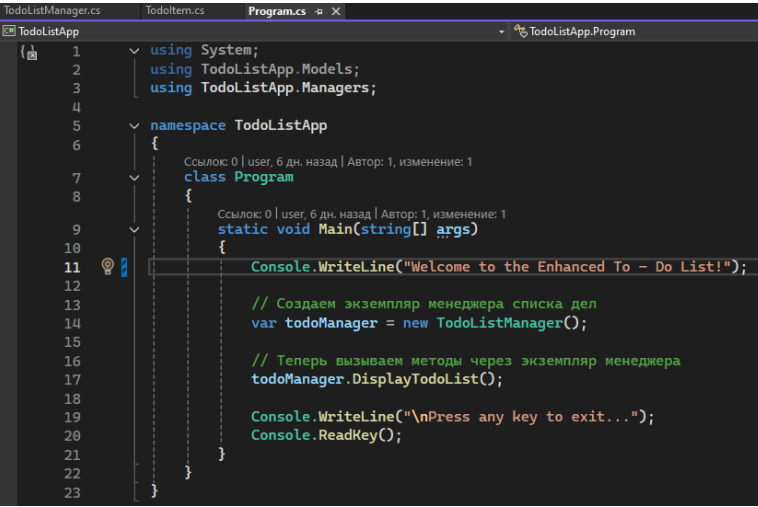 TodoListManager.cs TodoItem.cs Program.cs
C# TodoListApp TodoListApp.Program
1 using System;
2 using TodoListApp.Models;
3 using TodoListApp.Managers;
4
5 namespace TodoListApp
6 {
Ссылок: 0 | user, 6 дн. назад | Автор: 1, изменение: 1
7 class Program
8 {
Ссылок: 0 | user, 6 дн. назад | Автор: 1, изменение: 1
9 static void Main(string[] args)
10 {
11 Console.WriteLine("Welcome to the Enhanced To - Do List!");
12
13 // Создаем экземпляр менеджера списка дел
14 var todoManager = new TodoListManager();
15
16 // Теперь вызываем методы через экземпляр менеджера
17 todoManager.DisplayTodoList();
18
19 Console.WriteLine("\nPress any key to exit...");
20 Console.ReadKey();
21 }
22 }
23 }